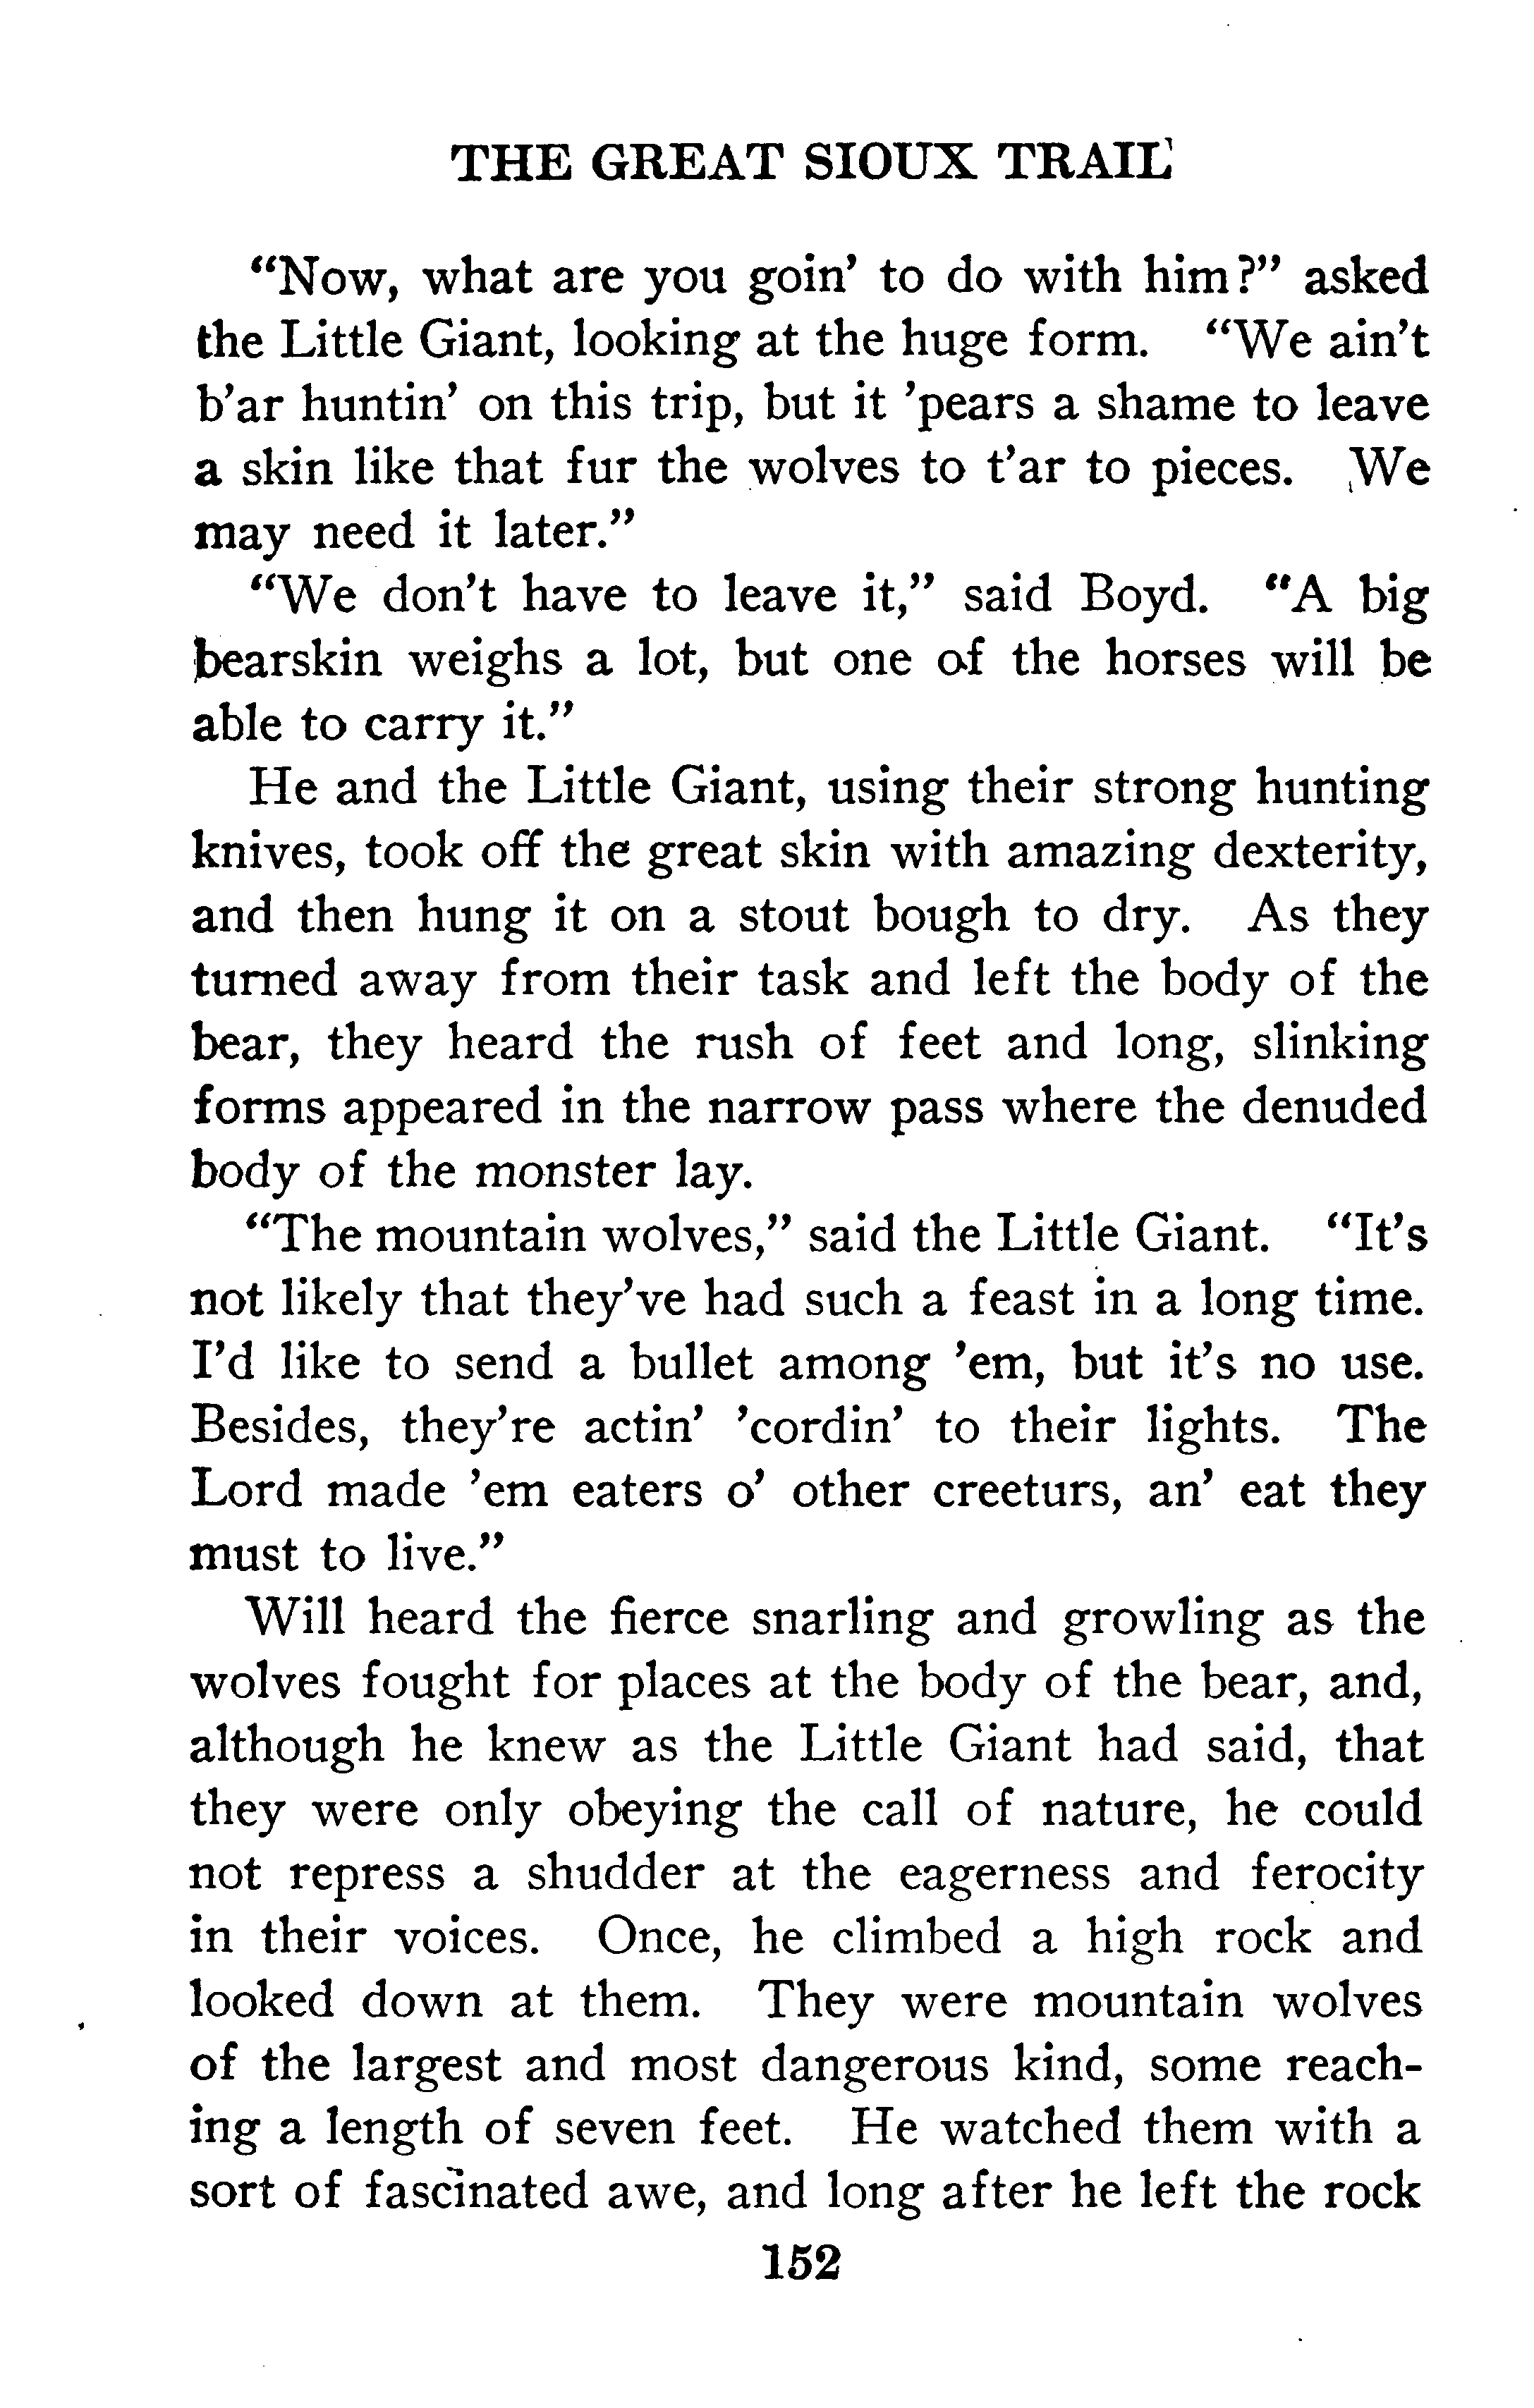 THE GREAT SIOUX TRAIL
“Now, what are you goin’ to do with him?” asked
the Little Giant, looking at the huge form. “We ain’t
b’ar huntin’ on this trip, but it ’pears a shame to leave
a skin like that fur the wolves to t’ar to pieces. We
may need it later.”
“We don’t have to leave it,” said Boyd. “A big
bearskin weighs a lot, but one of the horses will be
able to carry it.”
He and the Little Giant, using their strong hunting
knives, took off the great skin with amazing dexterity,
and then hung it on a stout bough to dry. As they
turned away from their task and left the body of the
bear, they heard the rush of feet and long, slinking
forms appeared in the narrow pass where the denuded
body of the monster lay.
“The mountain wolves,” said the Little Giant. “It’s
not likely that they’ve had such a feast in a long time.
I’d like to send a bullet among ’em, but it’s no use.
Besides, they’re actin’ ’cordin’ to their lights. The
Lord made ’em eaters o’ other creeturs, an’ eat they
must to live.”
Will heard the fierce snarling and growling as the
wolves fought for places at the body of the bear, and,
although he knew as the Little Giant had said, that
they were only obeying the call of nature, he could
not repress a shudder at the eagerness and ferocity
in their voices. Once, he climbed a high rock and
looked down at them. They were mountain wolves
of the largest and most dangerous kind, some reach-
ing a length of seven feet. He watched them with a
sort of fascinated awe, and long after he left the rock
152